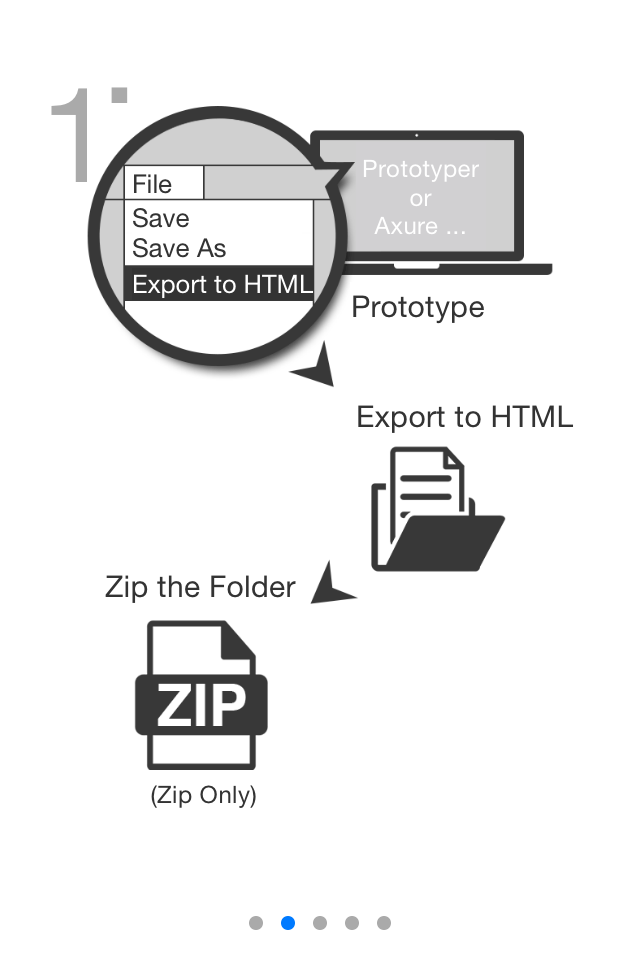 1.
File
Save
Save As
Export to HTML
Prototyper
or
Axure ...
Prototype
Export to HTML
Zip the Folder
ZIP
(Zip Only)